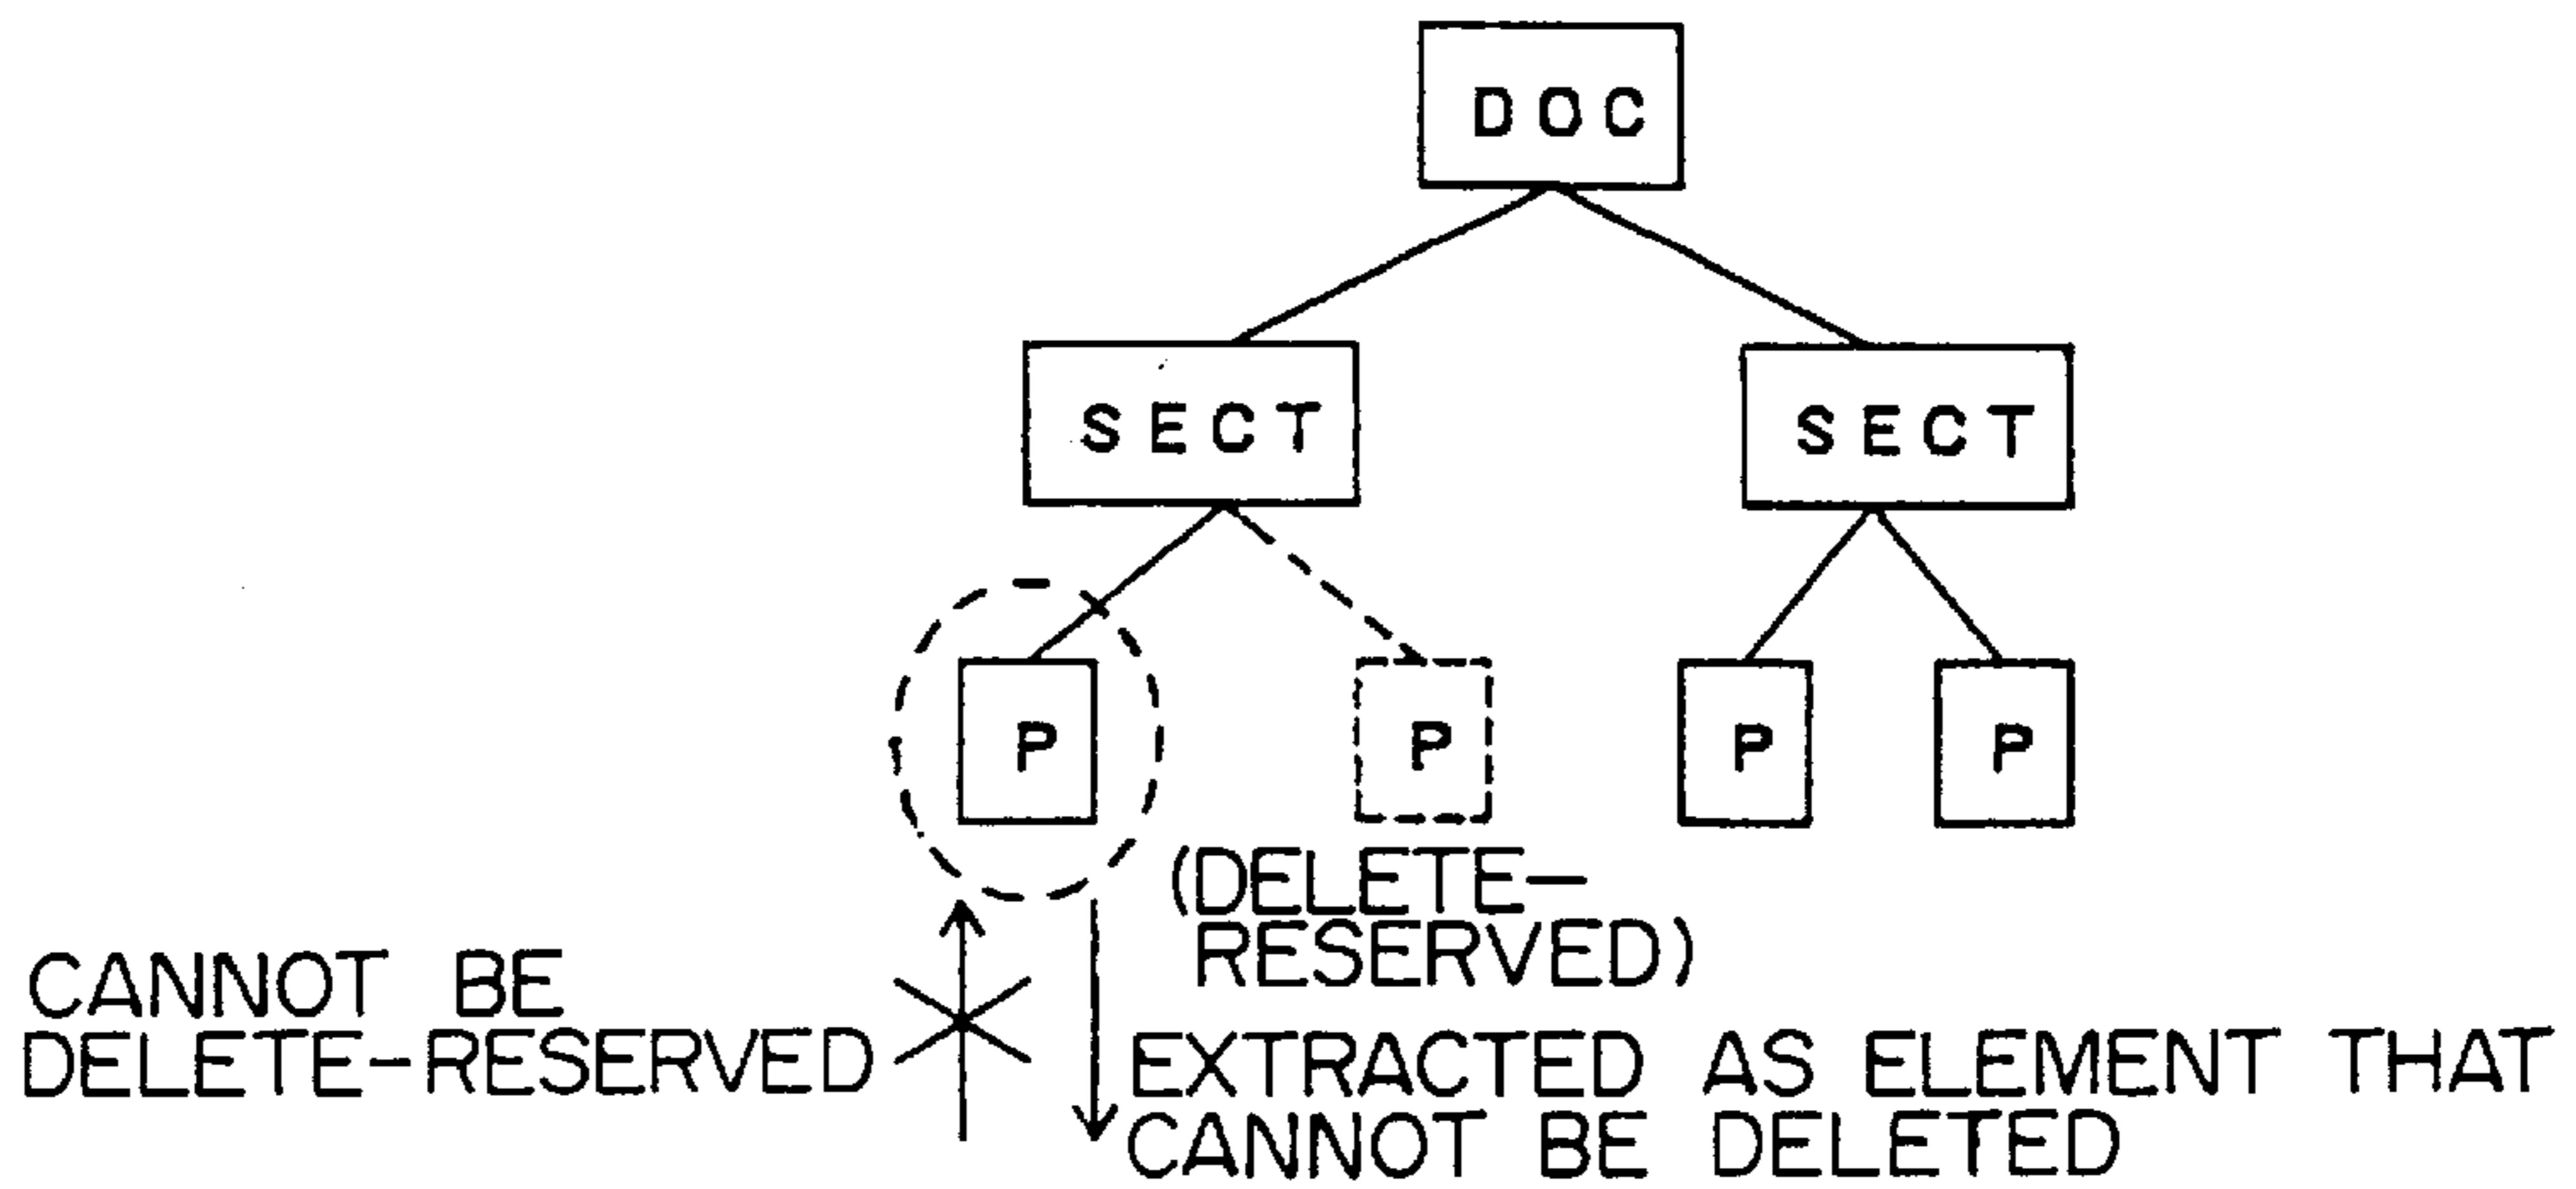 DOC
SECT SECT
P P P P
(DELETE-
RESERVED)
CANNOT BE
DELETE-RESERVED
EXTRACTED AS ELEMENT THAT
CANNOT BE DELETED